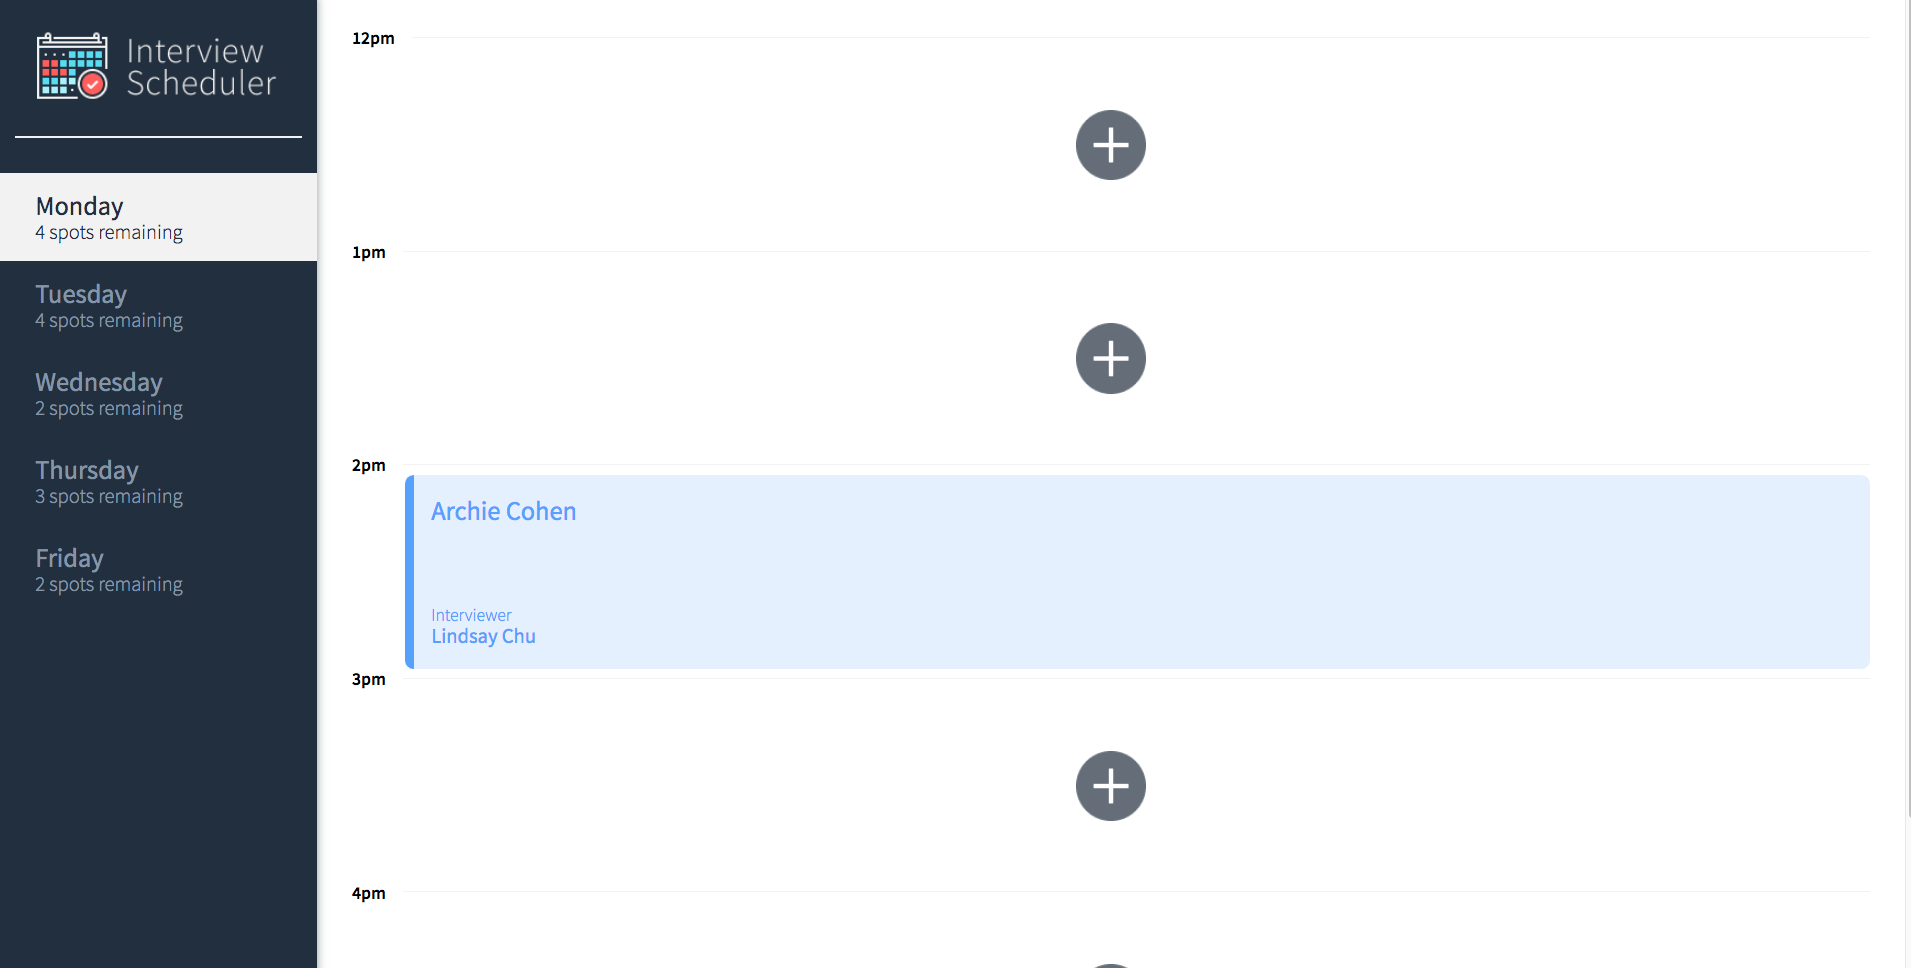 Interview
Scheduler
Monday
4 spots remaining
Tuesday
4 spots remaining
Wednesday
2 spots remaining
Thursday
3 spots remaining
Friday
2 spots remaining
12pm
1pm
2pm
Archie Cohen
Interviewer
Lindsay Chu
3pm
4pm